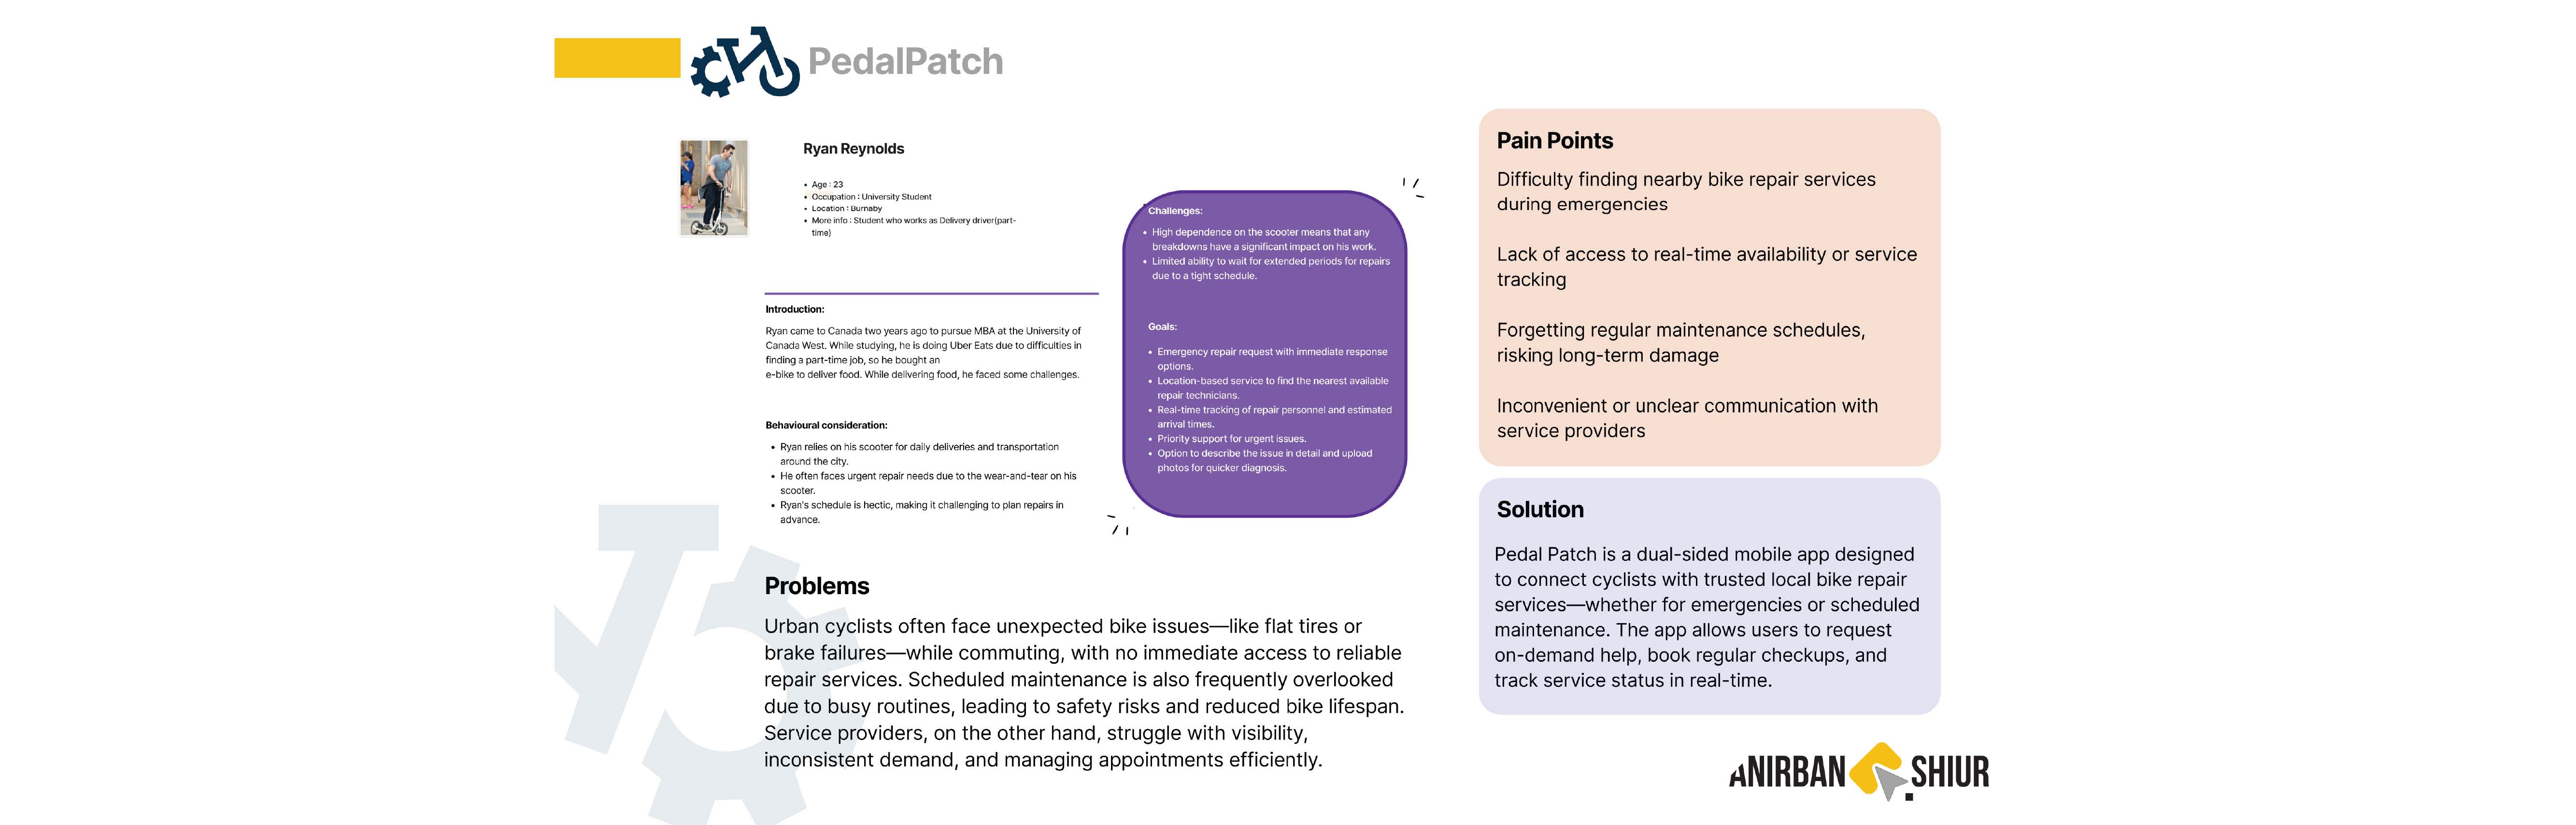 PedalPatch
Ryan Reynolds
• Age : 23
• Occupation : University Student
• Location : Burnaby
• More info : Student who works as Delivery driver(part-
time)
Introduction:
Ryan came to Canada two years ago to pursue MBA at the University of
Canada West. While studying, he is doing Uber Eats due to difficulties in
finding a part-time job, so he bought an
e-bike to deliver food. While delivering food, he faced some challenges.
Behavioural consideration:
• Ryan relies on his scooter for daily deliveries and transportation
around the city.
• He often faces urgent repair needs due to the wear-and-tear on his
scooter.
• Ryan's schedule is hectic, making it challenging to plan repairs in
advance.
Challenges:
• High dependence on the scooter means that any
breakdowns have a significant impact on his work.
• Limited ability to wait for extended periods for repairs
due to a tight schedule.
Goals:
• Emergency repair request with immediate response
options.
• Location-based service to find the nearest available
repair technicians.
• Real-time tracking of repair personnel and estimated
arrival times.
• Priority support for urgent issues.
• Option to describe the issue in detail and upload
photos for quicker diagnosis.
Problems
Urban cyclists often face unexpected bike issues—like flat tires or
brake failures—while commuting, with no immediate access to reliable
repair services. Scheduled maintenance is also frequently overlooked
due to busy routines, leading to safety risks and reduced bike lifespan.
Service providers, on the other hand, struggle with visibility,
inconsistent demand, and managing appointments efficiently.
Pain Points
Difficulty finding nearby bike repair services
during emergencies
Lack of access to real-time availability or service
tracking
Forgetting regular maintenance schedules,
risking long-term damage
Inconvenient or unclear communication with
service providers
Solution
Pedal Patch is a dual-sided mobile app designed
to connect cyclists with trusted local bike repair
services—whether for emergencies or scheduled
maintenance. The app allows users to request
on-demand help, book regular checkups, and
track service status in real-time.
ANIRBAN SHIUR